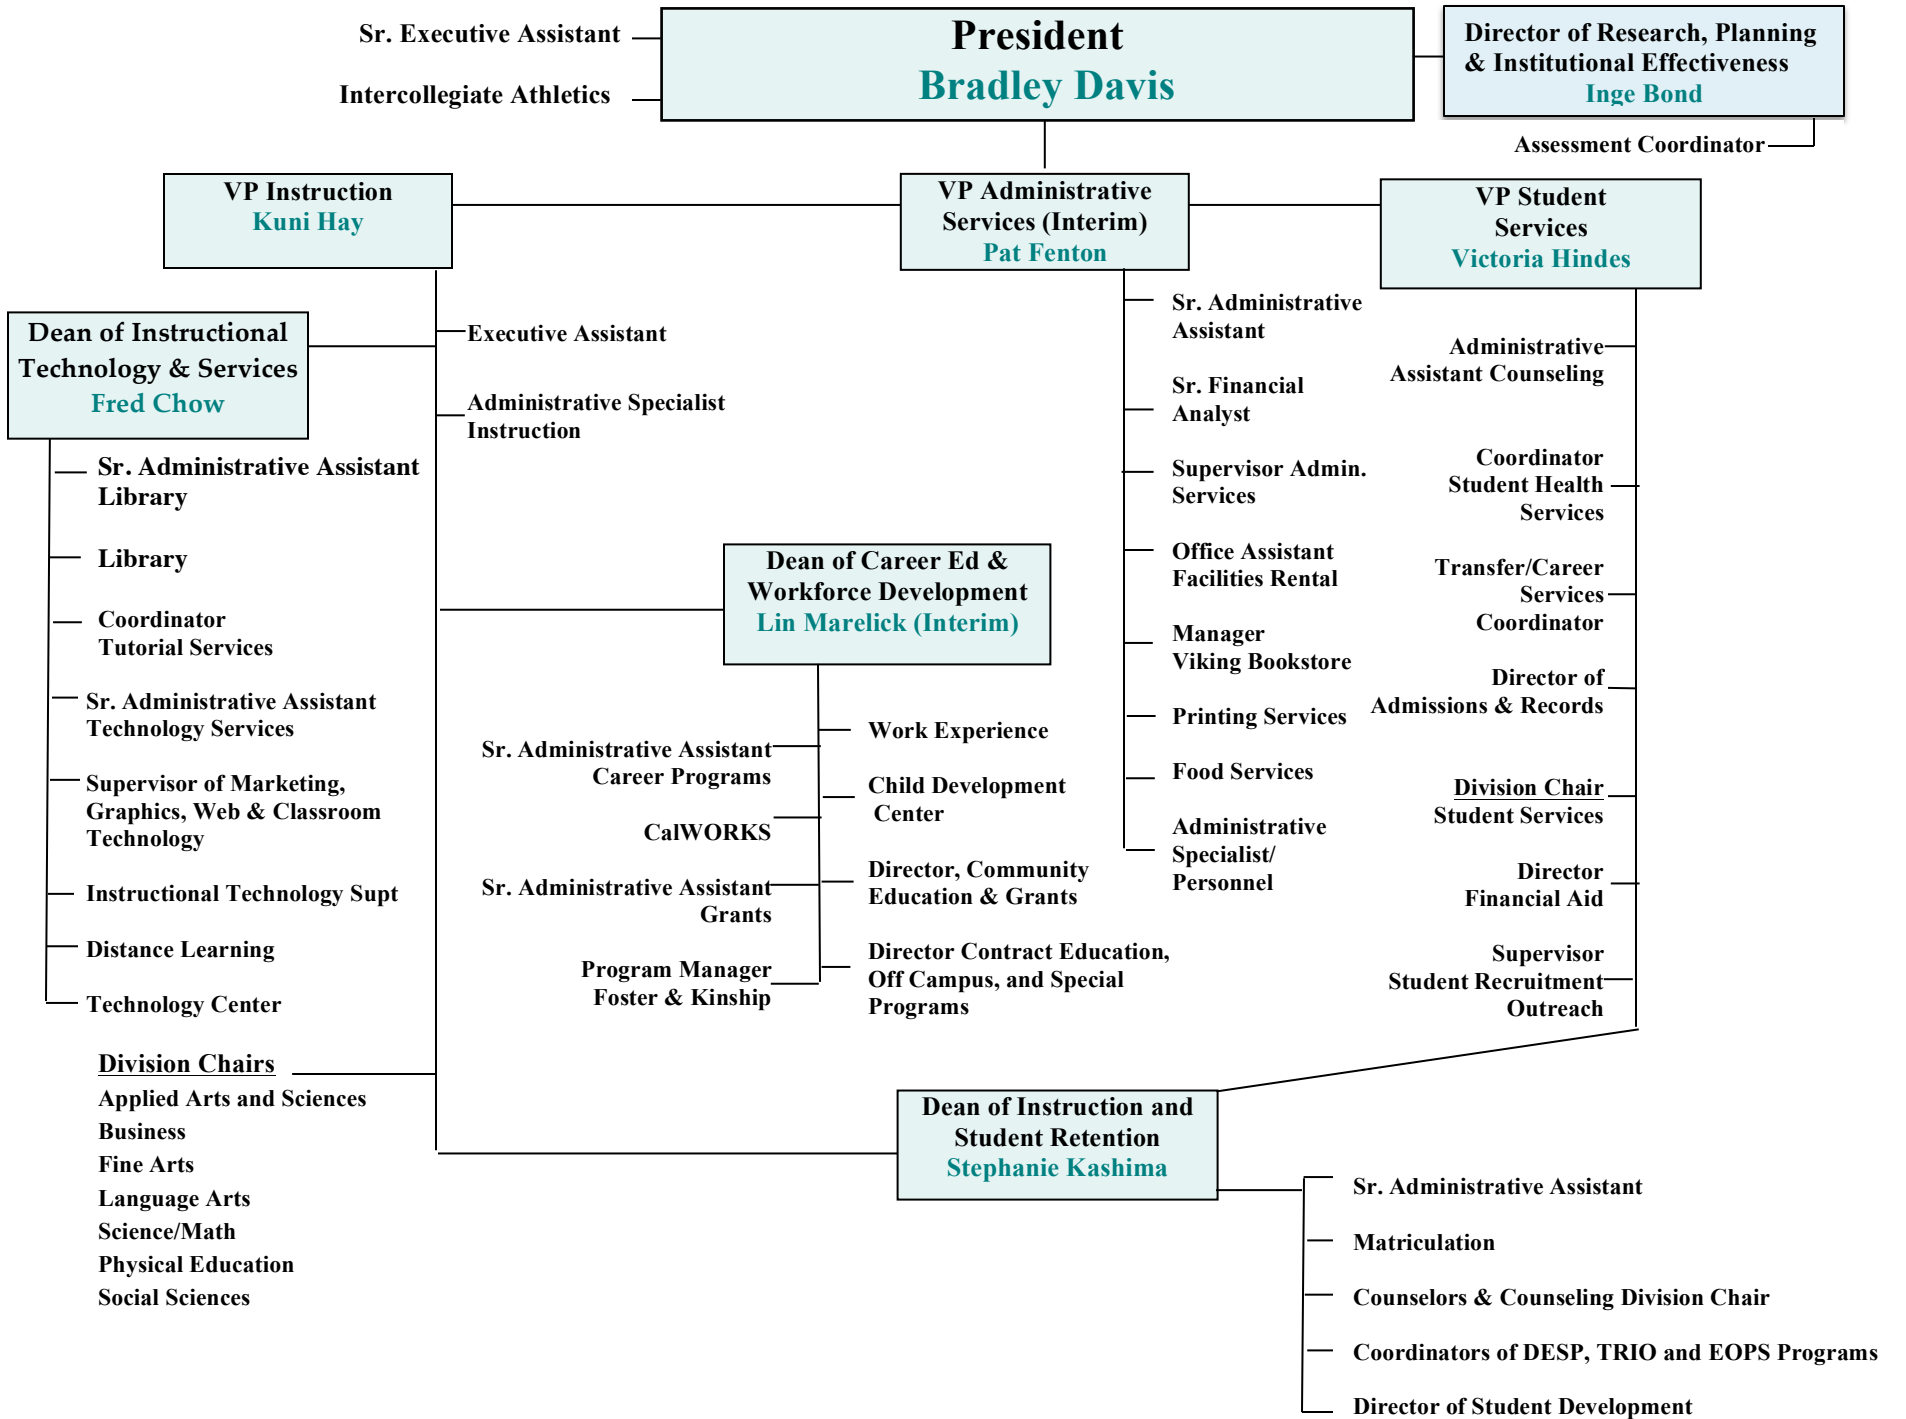 Sr. Executive Assistant
Intercollegiate Athletics
President
Bradley Davis
Director of Research, Planning
& Institutional Effectiveness
Inge Bond
Assessment Coordinator
VP Instruction
Kuni Hay
VP Administrative
Services (Interim)
Pat Fenton
VP Student
Services
Victoria Hindes
Dean of Instructional
Technology & Services
Fred Chow
Executive Assistant
Administrative Specialist
Instruction
Sr. Administrative Assistant
Library
Library
Coordinator
Tutorial Services
Sr. Administrative Assistant
Technology Services
Supervisor of Marketing,
Graphics, Web & Classroom
Technology
Instructional Technology Supt
Distance Learning
Technology Center
Division Chairs
Applied Arts and Sciences
Business
Fine Arts
Language Arts
Science/Math
Physical Education
Social Sciences
Dean of Career Ed &
Workforce Development
Lin Marelick (Interim)
Sr. Administrative Assistant
Career Programs
CalWORKS
Sr. Administrative Assistant
Grants
Program Manager
Foster & Kinship
Work Experience
Child Development
Center
Director, Community
Education & Grants
Director Contract Education,
Off Campus, and Special
Programs
Sr. Administrative
Assistant
Sr. Financial
Analyst
Supervisor Admin.
Services
Office Assistant
Facilities Rental
Manager
Viking Bookstore
Printing Services
Food Services
Administrative
Specialist/
Personnel
Administrative
Assistant Counseling
Coordinator
Student Health
Services
Transfer/Career
Services
Coordinator
Director of
Admissions & Records
Division Chair
Student Services
Director
Financial Aid
Supervisor
Student Recruitment
Outreach
Dean of Instruction and
Student Retention
Stephanie Kashima
Sr. Administrative Assistant
Matriculation
Counselors & Counseling Division Chair
Coordinators of DESP, TRIO and EOPS Programs
Director of Student Development